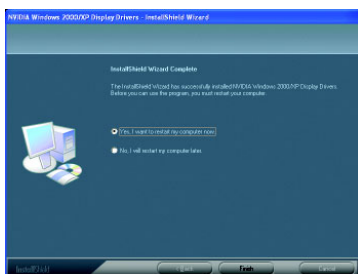 NVIDIA Windows 2000/XP Display Drivers - InstallShield Wizard
InstallShield Wizard Complete
The InstallShield Wizard has successfully installed NVIDIA Windows 2000/XP Display Drivers.
Before you can use the program, you must restart your computer.
Yes, I want to restart my computer now.
No, I will restart my computer later.
InstallShield
< Back
Finish
Cancel